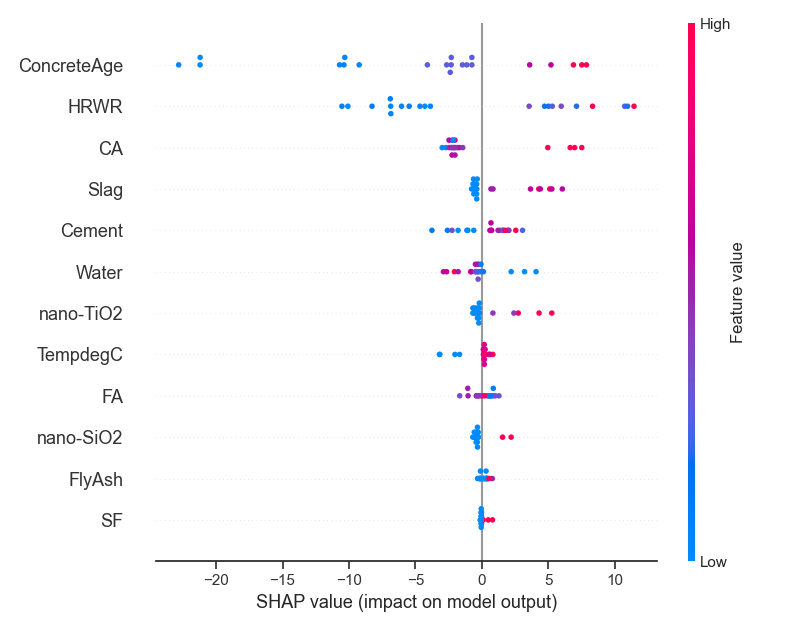 High
ConcreteAge
HRWR
CA
Slag
Cement
Water
nano-TiO2
TempdegC
FA
nano-SiO2
FlyAsh
SF
Feature value
Low
−20
−15
−10
−5
0
5
10
SHAP value (impact on model output)